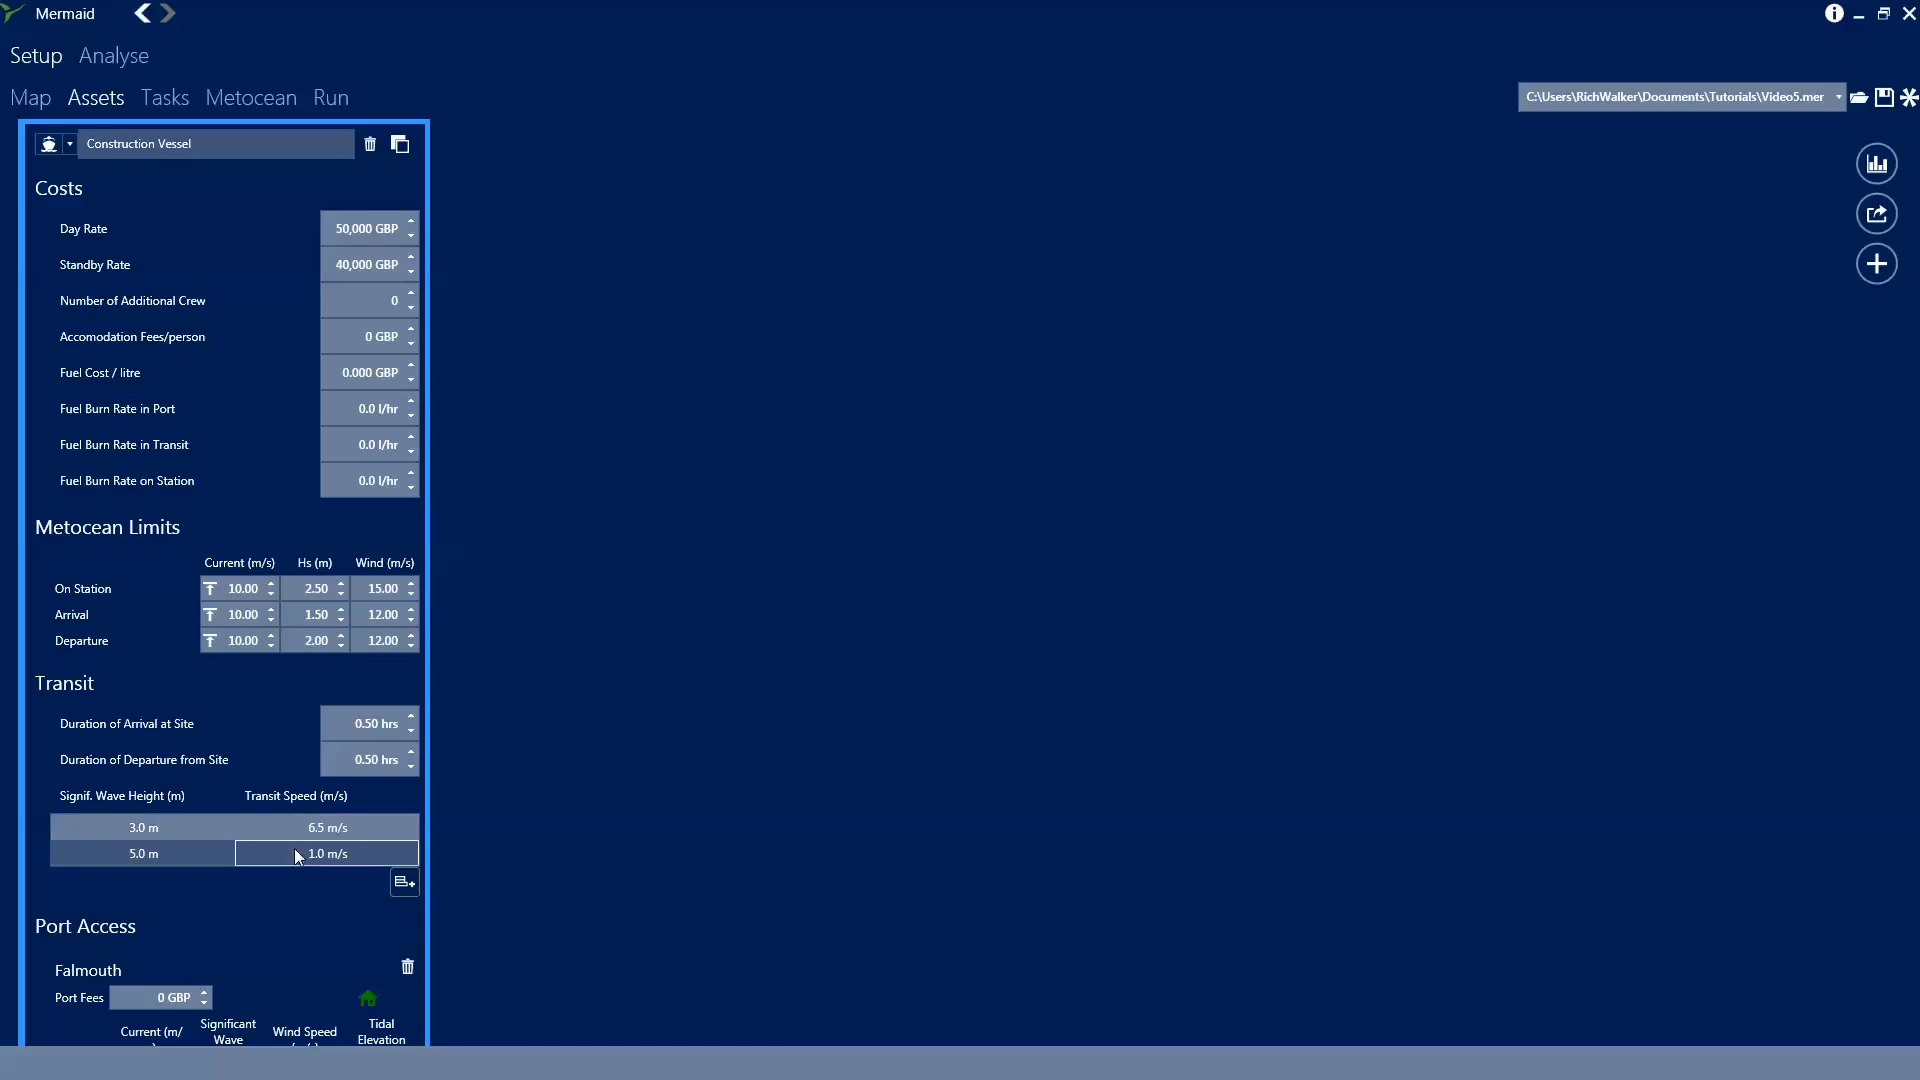 Mermaid
Setup Analyse
Map Assets Tasks Metocean Run
C:\Users\RichWalker\Documents\Tutorials\Video5.mer
Construction Vessel
Costs
Day Rate 50,000 GBP
Standby Rate 40,000 GBP
Number of Additional Crew 0
Accomodation Fees/person 0 GBP
Fuel Cost / litre 0.000 GBP
Fuel Burn Rate in Port 0.0 l/hr
Fuel Burn Rate in Transit 0.0 l/hr
Fuel Burn Rate on Station 0.0 l/hr
Metocean Limits
Current (m/s) Hs (m) Wind (m/s)
On Station 10.00 2.50 15.00
Arrival 10.00 1.50 12.00
Departure 10.00 2.00 12.00
Transit
Duration of Arrival at Site 0.50 hrs
Duration of Departure from Site 0.50 hrs
Signif. Wave Height (m) Transit Speed (m/s)
3.0 m 6.5 m/s
5.0 m 1.0 m/s
Port Access
Falmouth
Port Fees 0 GBP
Current (m/ Significant Wave Wind Speed Tidal Elevation